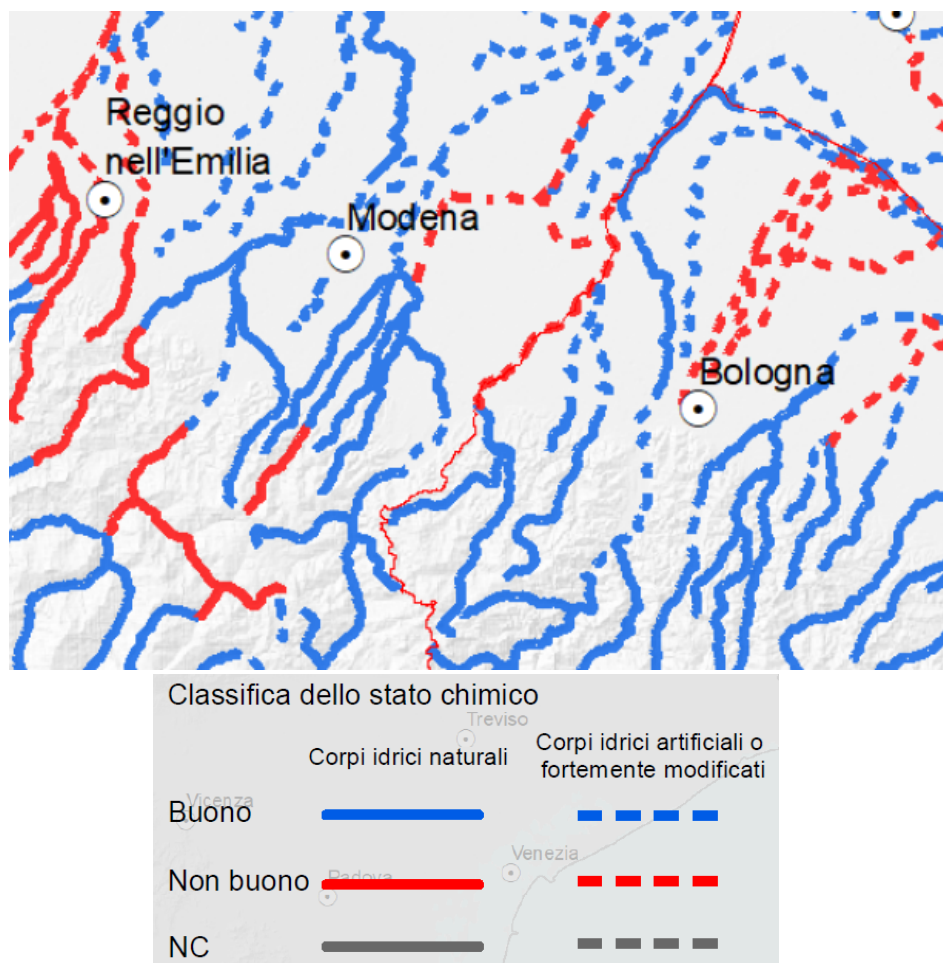 Reggio
nell'Emilia
Modena
Bologna
Classifica dello stato chimico
Treviso
Corpi idrici naturali
Corpi idrici artificiali o
fortemente modificati
Vicenza
Buono
Venezia
Non buono
Padova
NC